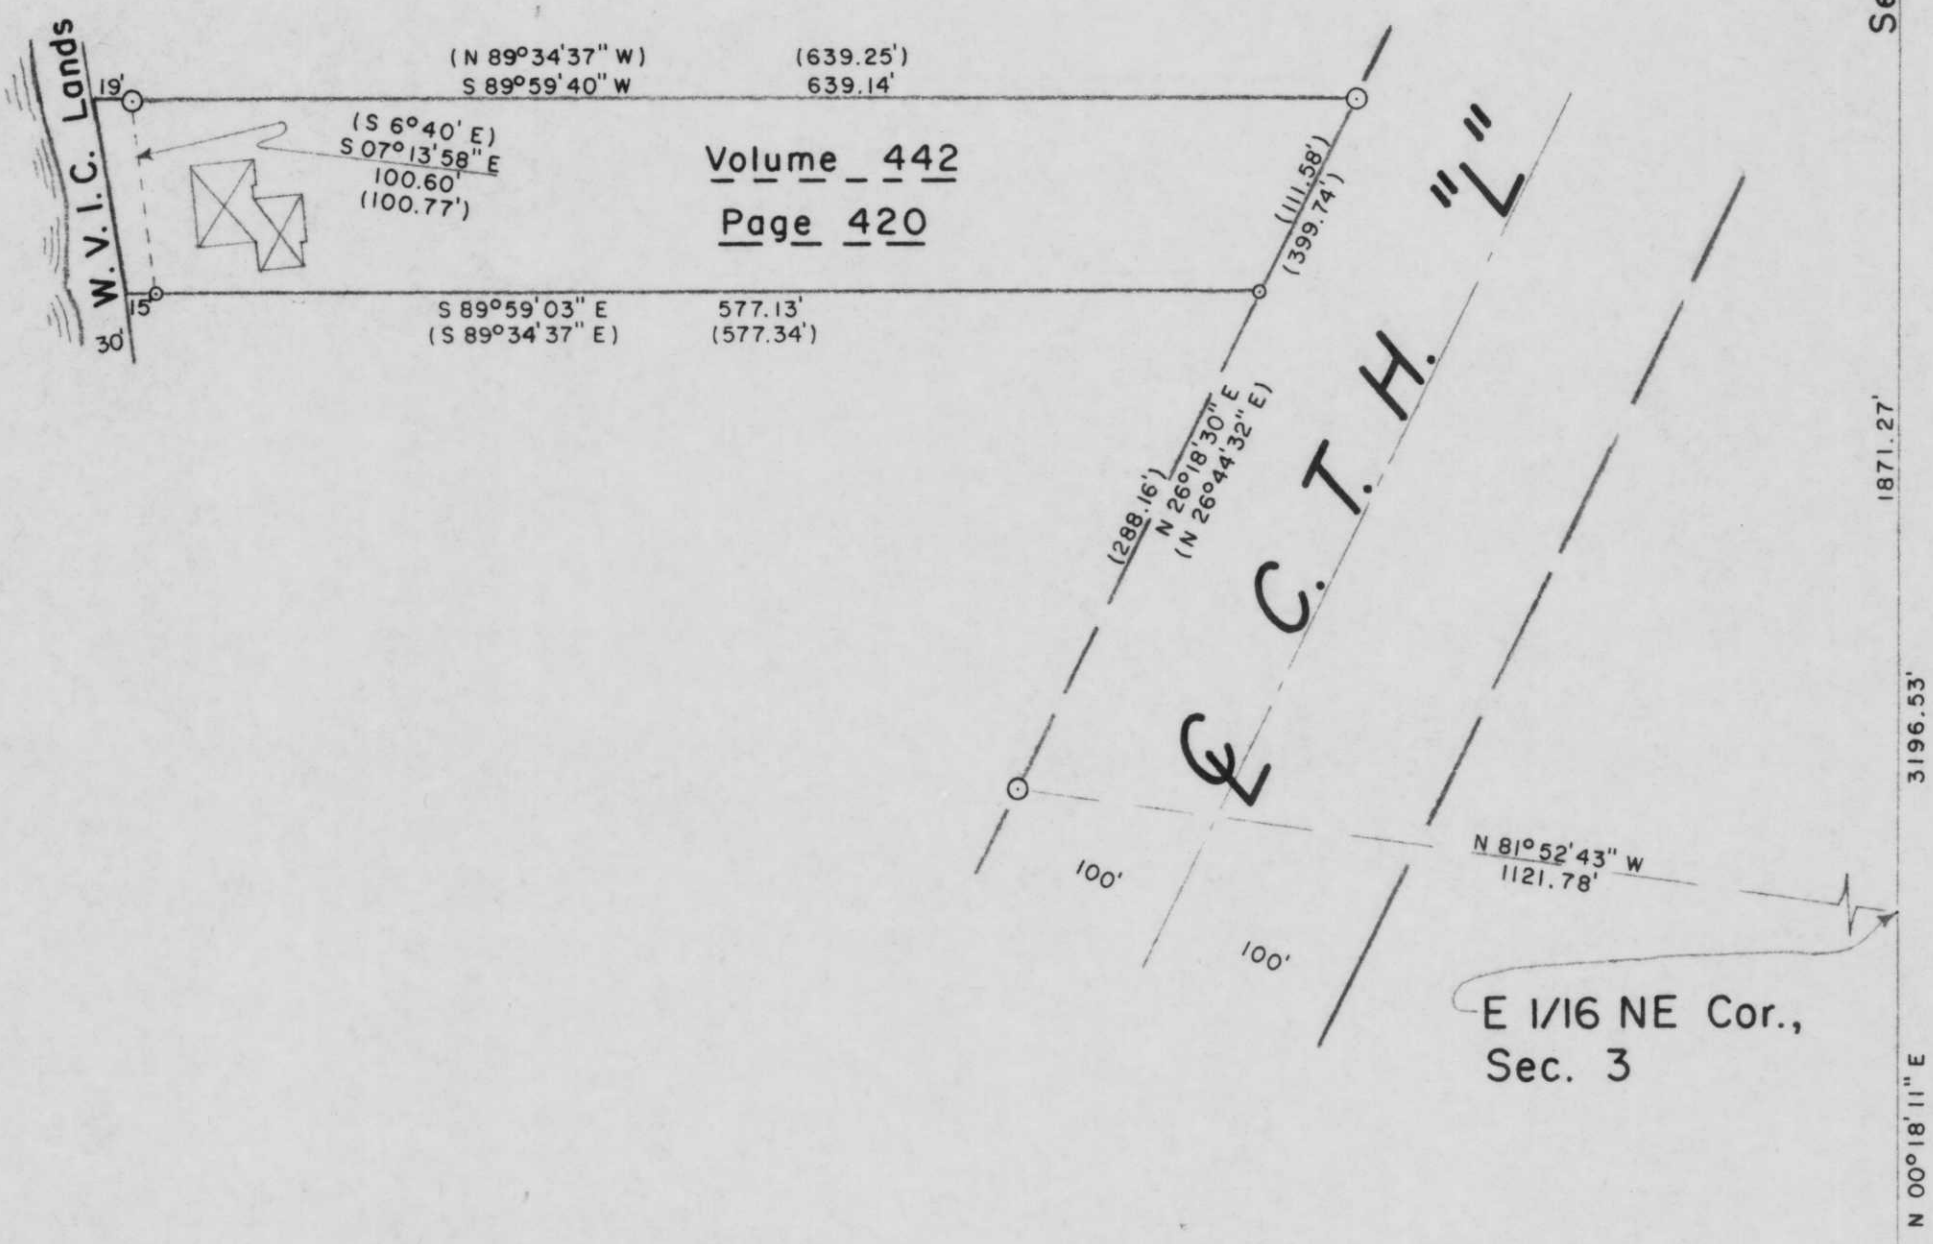 W. V. I. C. Lands
19'
(N 89°34'37" W) (639.25')
S 89°59'40" W 639.14'
(S 6°40' E)
S 07°13'58" E
100.60'
(100.77')
Volume 442
Page 420
15'
30'
S 89°59'03" E 577.13'
(S 89°34'37" E) (577.34')
(111.58')
(399.74')
(288.16')
N 26°18'30" E
(N 26°44'32" E)
℄ C. T. H. "L"
100'
100'
N 81°52'43" W
1121.78'
E 1/16 NE Cor.,
Sec. 3
Se
1871.27'
3196.53'
N 00°18'11" E